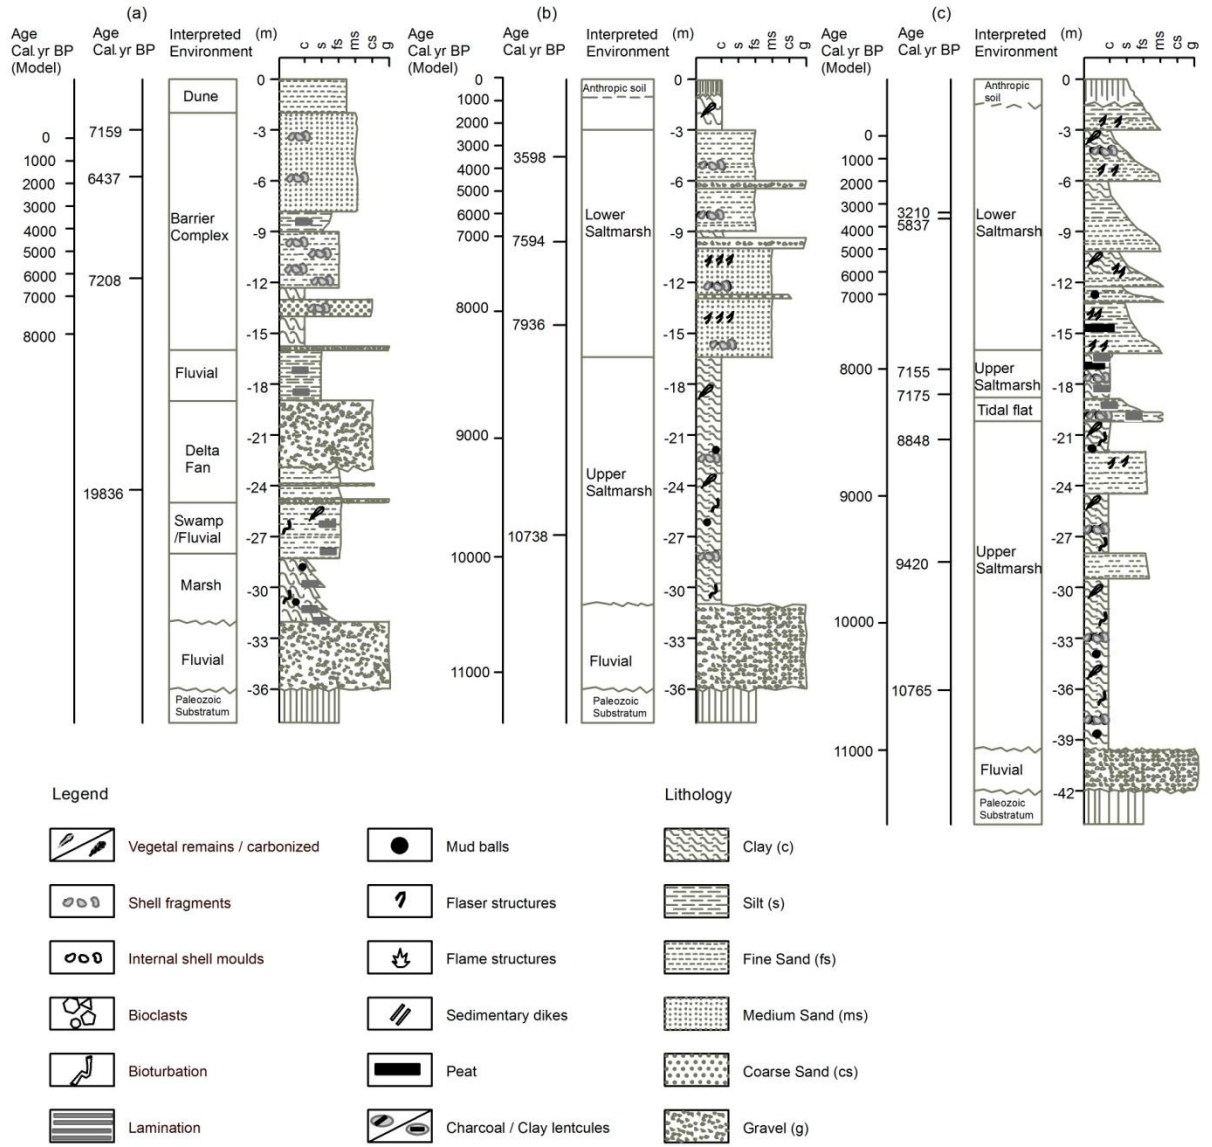 (a)
Age
Cal.yr BP
(Model)
Age
Cal.yr BP
Interpreted
Environment
(m)
c
s
fs
ms
cs
g
0
1000
2000
3000
4000
5000
6000
7000
8000
7159
6437
7208
19836
Dune
Barrier
Complex
Fluvial
Delta
Fan
Swamp
/Fluvial
Marsh
Fluvial
Paleozoic
Substratum
0
-3
-6
-9
-12
-15
-18
-21
-24
-27
-30
-33
-36
(b)
Age
Cal.yr BP
(Model)
Age
Cal.yr BP
Interpreted
Environment
(m)
c
s
fs
ms
cs
g
0
1000
2000
3000
4000
5000
6000
7000
8000
9000
10000
11000
3598
7594
7936
10738
Anthropic soil
Lower
Saltmarsh
Upper
Saltmarsh
Fluvial
Paleozoic
Substratum
0
-3
-6
-9
-12
-15
-18
-21
-24
-27
-30
-33
-36
(c)
Age
Cal.yr BP
(Model)
Age
Cal.yr BP
Interpreted
Environment
(m)
c
s
fs
ms
cs
g
0
1000
2000
3000
4000
5000
6000
7000
8000
9000
10000
11000
3210
5837
7155
7175
8848
9420
10765
Anthropic
soil
Lower
Saltmarsh
Upper
Saltmarsh
Tidal flat
Upper
Saltmarsh
Fluvial
Paleozoic
Substratum
0
-3
-6
-9
-12
-15
-18
-21
-24
-27
-30
-33
-36
-39
-42
Legend
Vegetal remains / carbonized
Shell fragments
Internal shell moulds
Bioclasts
Bioturbation
Lamination
Mud balls
Flaser structures
Flame structures
Sedimentary dikes
Peat
Charcoal / Clay lentcules
Lithology
Clay (c)
Silt (s)
Fine Sand (fs)
Medium Sand (ms)
Coarse Sand (cs)
Gravel (g)